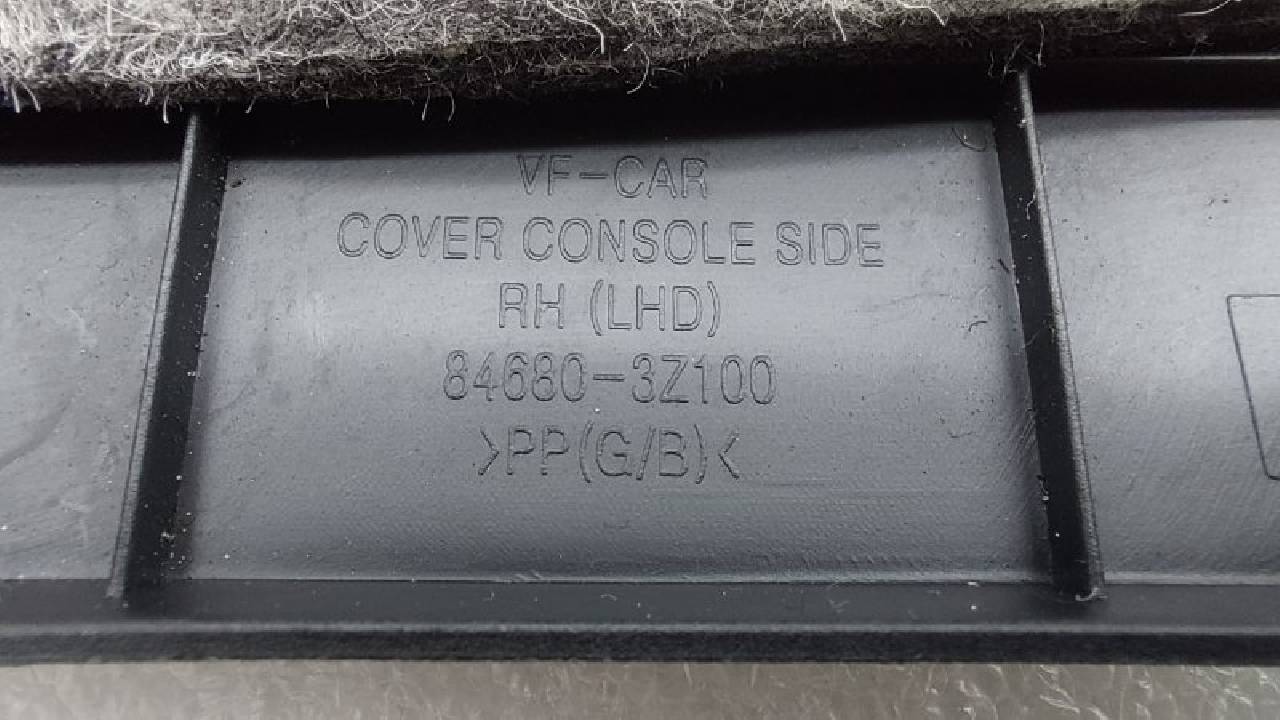 VF-CAR
COVER CONSOLE SIDE
RH (LHD)
84680-3Z100
>PP(G/B)<